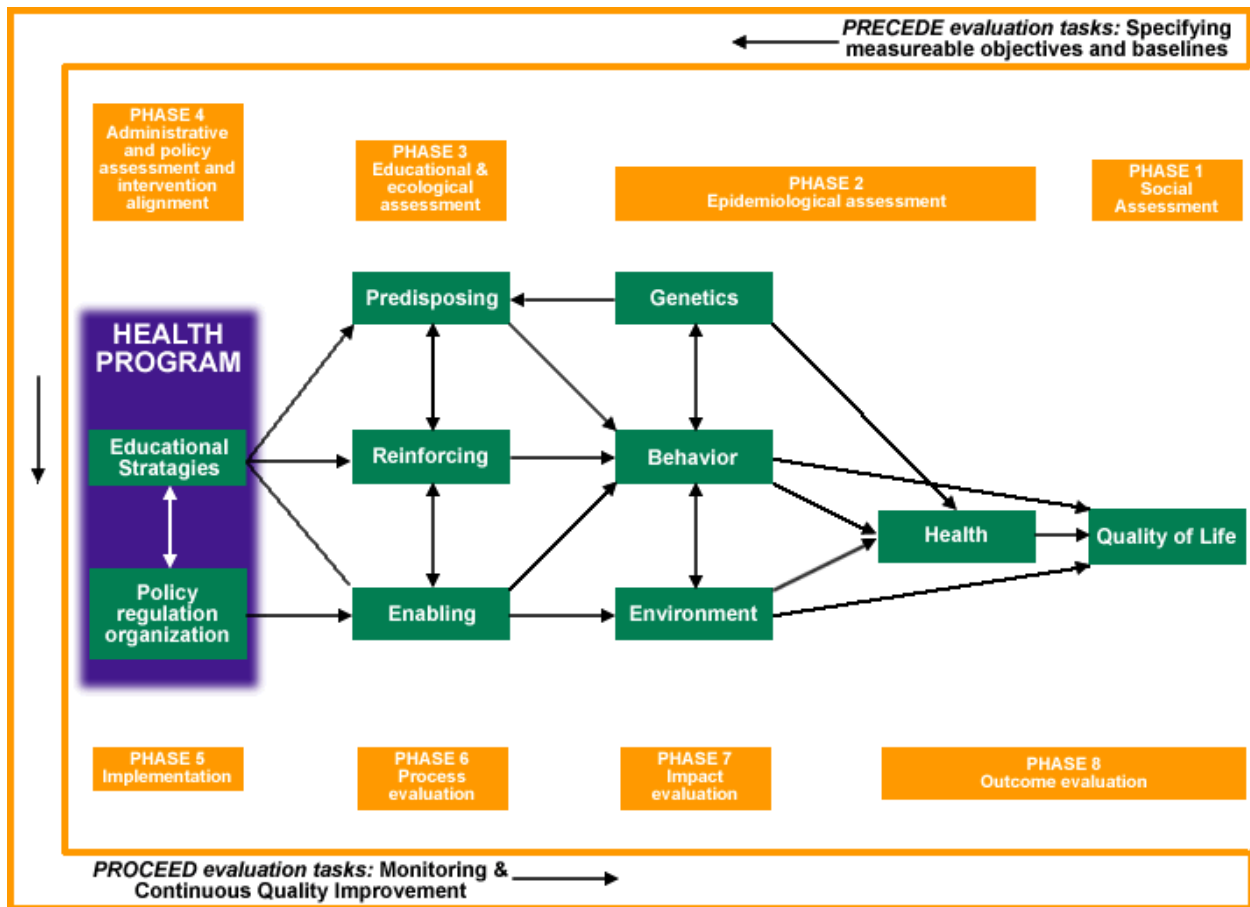 PRECEDE evaluation tasks: Specifying
measureable objectives and baselines
PHASE 4
Administrative
and policy
assessment and
intervention
alignment
PHASE 3
Educational &
ecological
assessment
PHASE 2
Epidemiological assessment
PHASE 1
Social
Assessment
HEALTH
PROGRAM
Predisposing
Genetics
Educational
Stratagies
Reinforcing
Behavior
Health
Quality of Life
Policy
regulation
organization
Enabling
Environment
PHASE 5
Implementation
PHASE 6
Process
evaluation
PHASE 7
Impact
evaluation
PHASE 8
Outcome evaluation
PROCEED evaluation tasks: Monitoring &
Continuous Quality Improvement